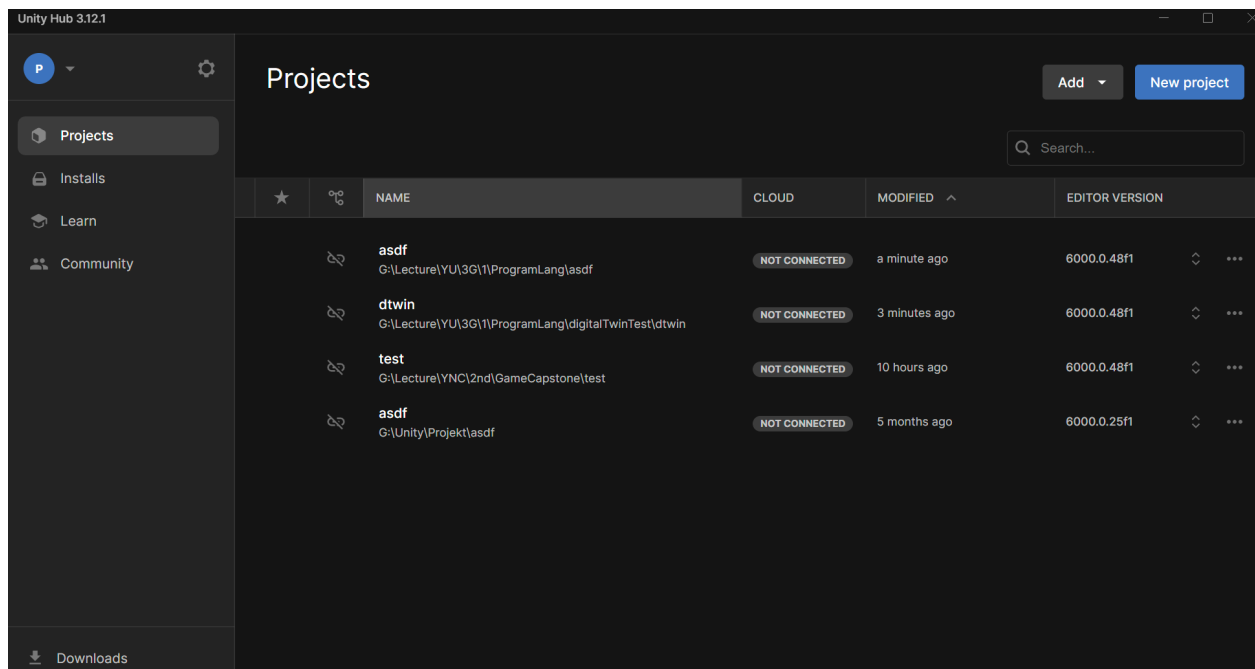 Unity Hub 3.12.1
P
Projects
Installs
Learn
Community
Downloads
Projects
Add
New project
Search...
NAME
CLOUD
MODIFIED
EDITOR VERSION
asdf
G:\Lecture\YU\3G\1\ProgramLang\asdf
NOT CONNECTED
a minute ago
6000.0.48f1
dtwin
G:\Lecture\YU\3G\1\ProgramLang\digitalTwinTest\dtwin
NOT CONNECTED
3 minutes ago
6000.0.48f1
test
G:\Lecture\YNC\2nd\GameCapstone\test
NOT CONNECTED
10 hours ago
6000.0.48f1
asdf
G:\Unity\Projekt\asdf
NOT CONNECTED
5 months ago
6000.0.25f1